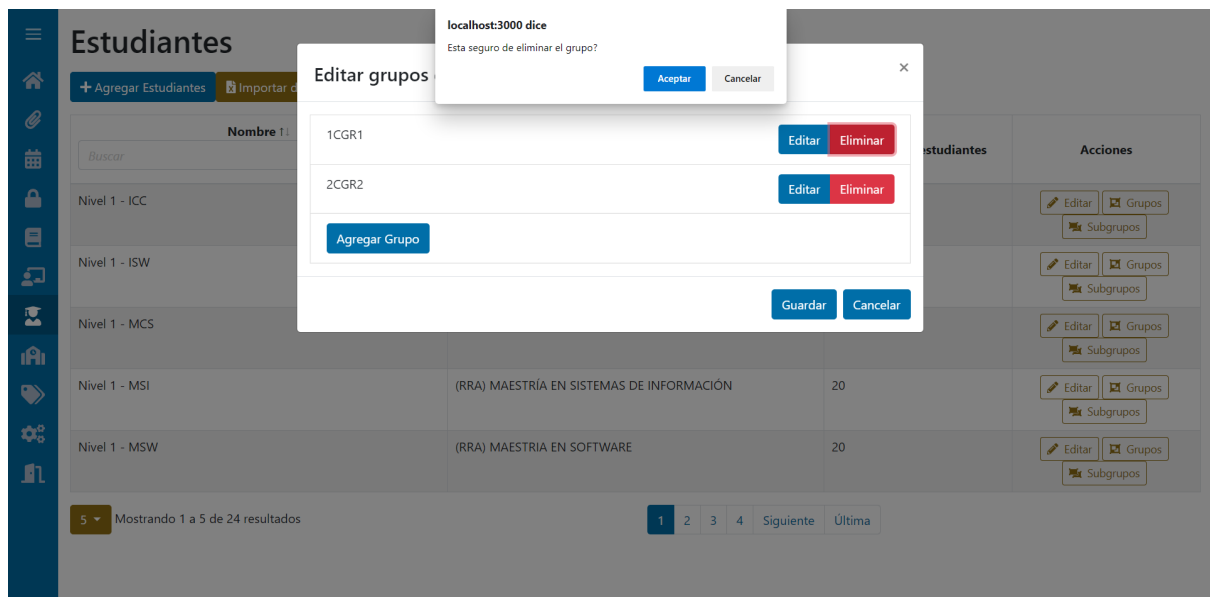 Estudiantes
localhost:3000 dice
Esta seguro de eliminar el grupo?
Aceptar Cancelar
Editar grupos
×
+ Agregar Estudiantes
Importar d
Nombre
Buscar
estudiantes
Acciones
1CGR1 Editar Eliminar
2CGR2 Editar Eliminar
Agregar Grupo
Guardar Cancelar
Nivel 1 - ICC
Editar Grupos
Subgrupos
Nivel 1 - ISW
Editar Grupos
Subgrupos
Nivel 1 - MCS
Editar Grupos
Subgrupos
Nivel 1 - MSI (RRA) MAESTRÍA EN SISTEMAS DE INFORMACIÓN 20
Editar Grupos
Subgrupos
Nivel 1 - MSW (RRA) MAESTRIA EN SOFTWARE 20
Editar Grupos
Subgrupos
5 Mostrando 1 a 5 de 24 resultados
1 2 3 4 Siguiente Última